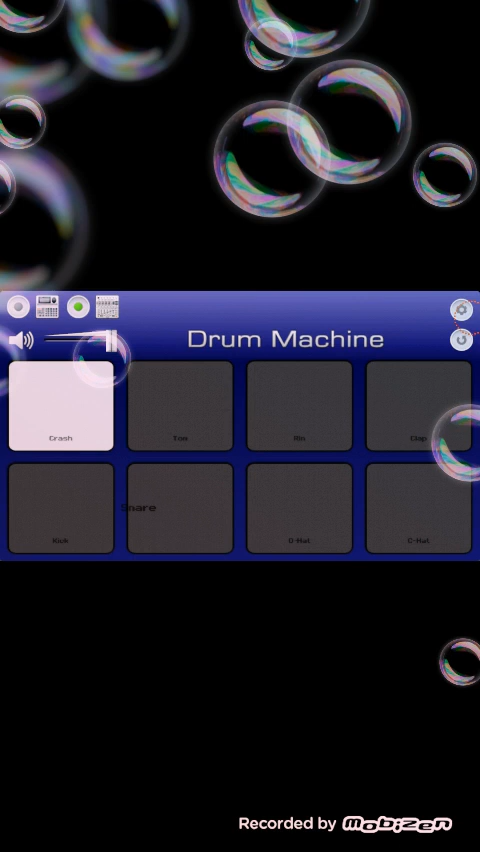 Drum Machine
Crash
Tom
Rin
Clap
Kick
Snare
O-Hat
C-Hat
Recorded by Mobizen